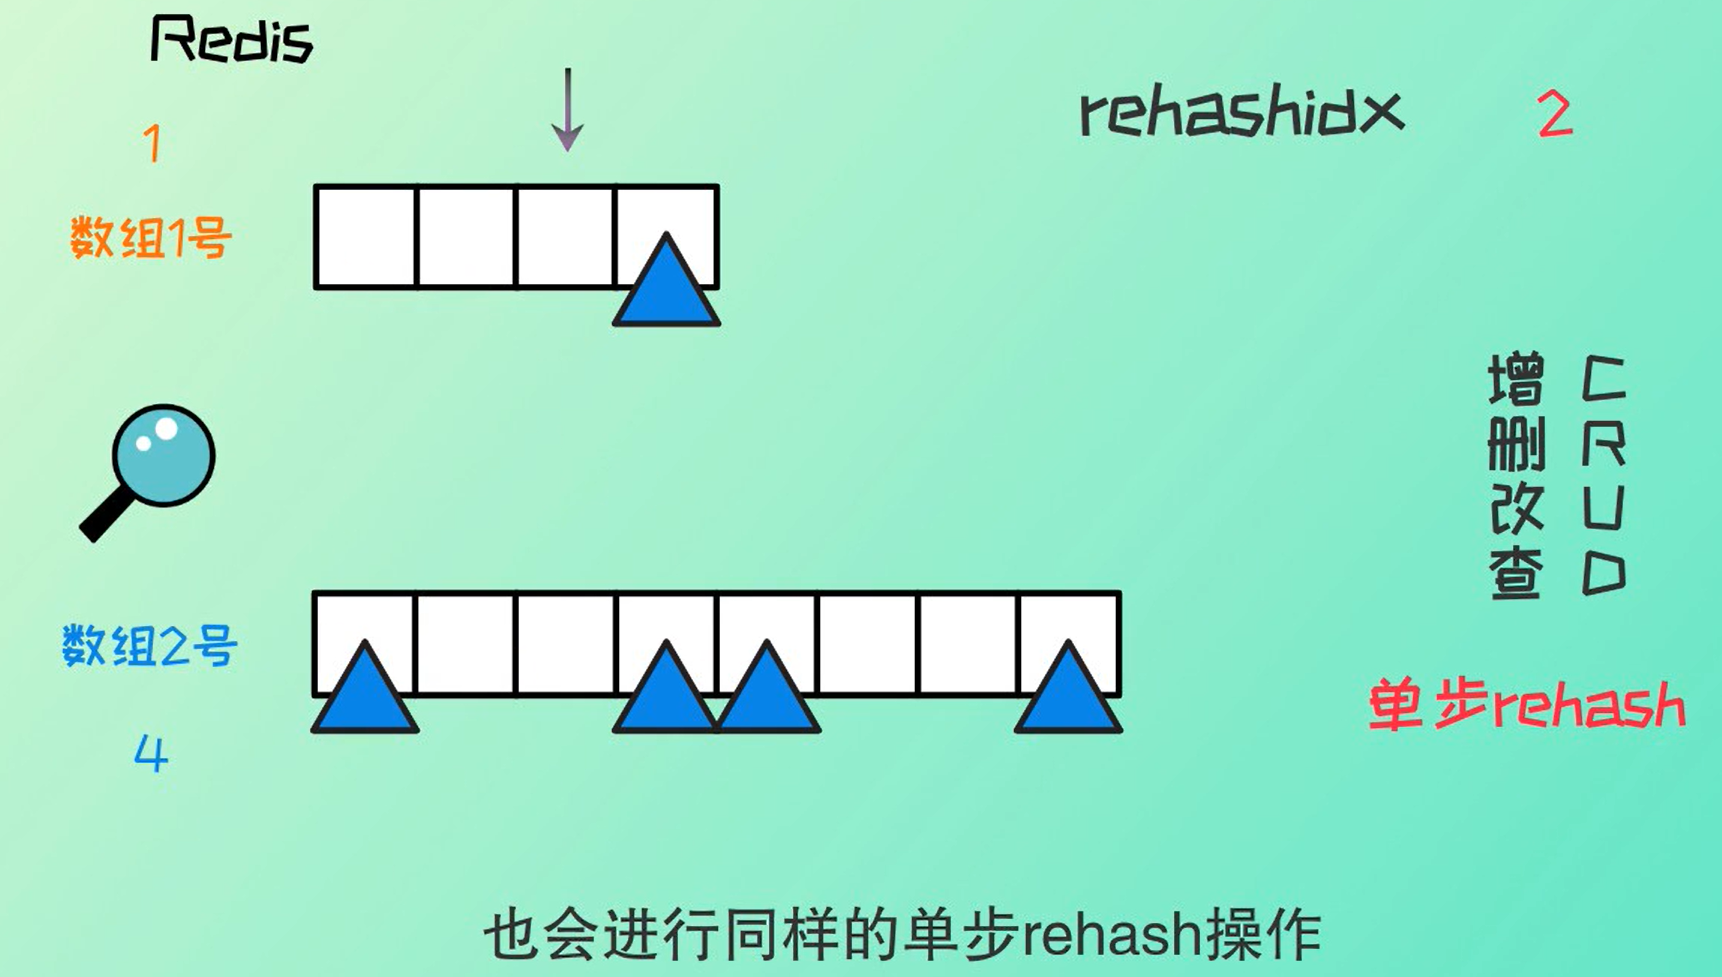 Redis
rehashidx 2
1
数组1号
增 C
删 R
改 U
查 D
数组2号
单步rehash
4
也会进行同样的单步rehash操作